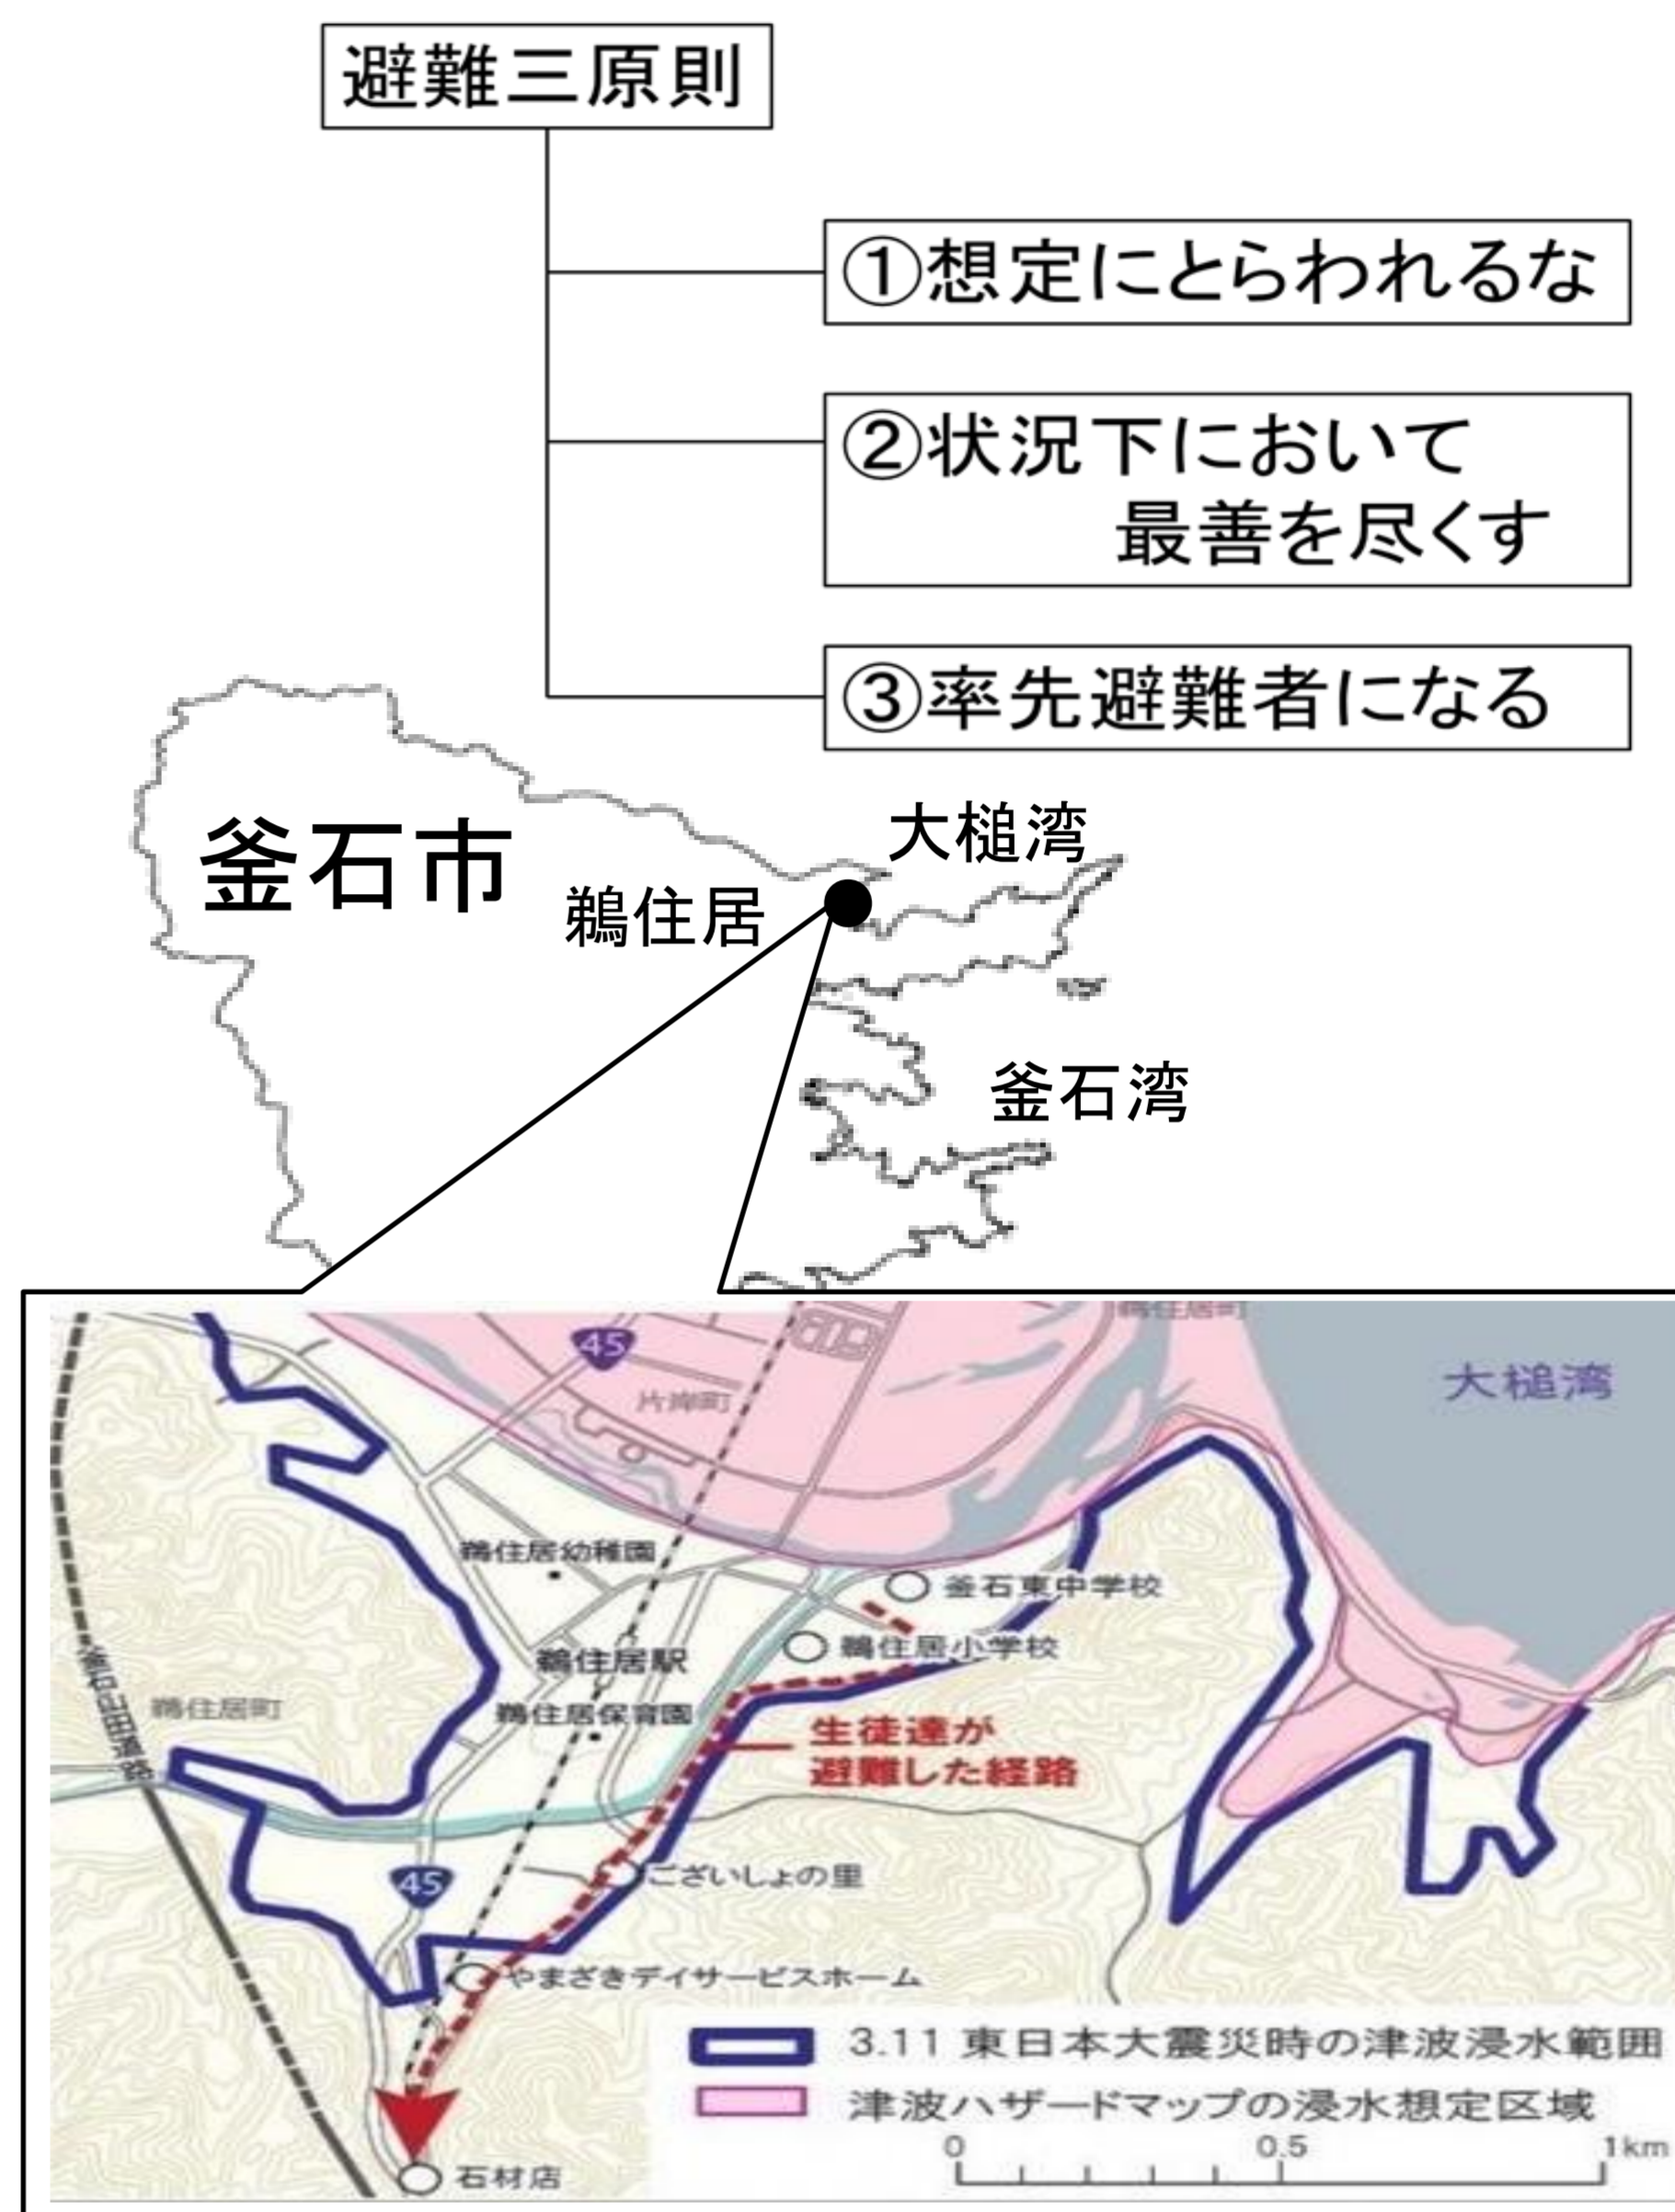 避難三原則
①想定にとらわれるな
②状況下において
最善を尽くす
③率先避難者になる
大槌湾
釜石市
鵜住居
釜石湾
鵜住居町
45
大槌湾
片岸町
鵜住居幼稚園
釜石東中学校
鵜住居小学校
鵜住居駅
鵜住居町
鵜住居保育園
釜石山田道路
生徒達が
避難した経路
ございしょの里
45
やまざきデイサービスホーム
3.11 東日本大震災時の津波浸水範囲
津波ハザードマップの浸水想定区域
0 0.5 1km
石材店